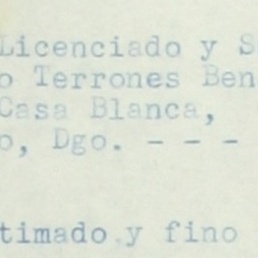 Licenciado y S
o Terrones Ben
Casa Blanca,
o, Dgo. - - -
timado y fino